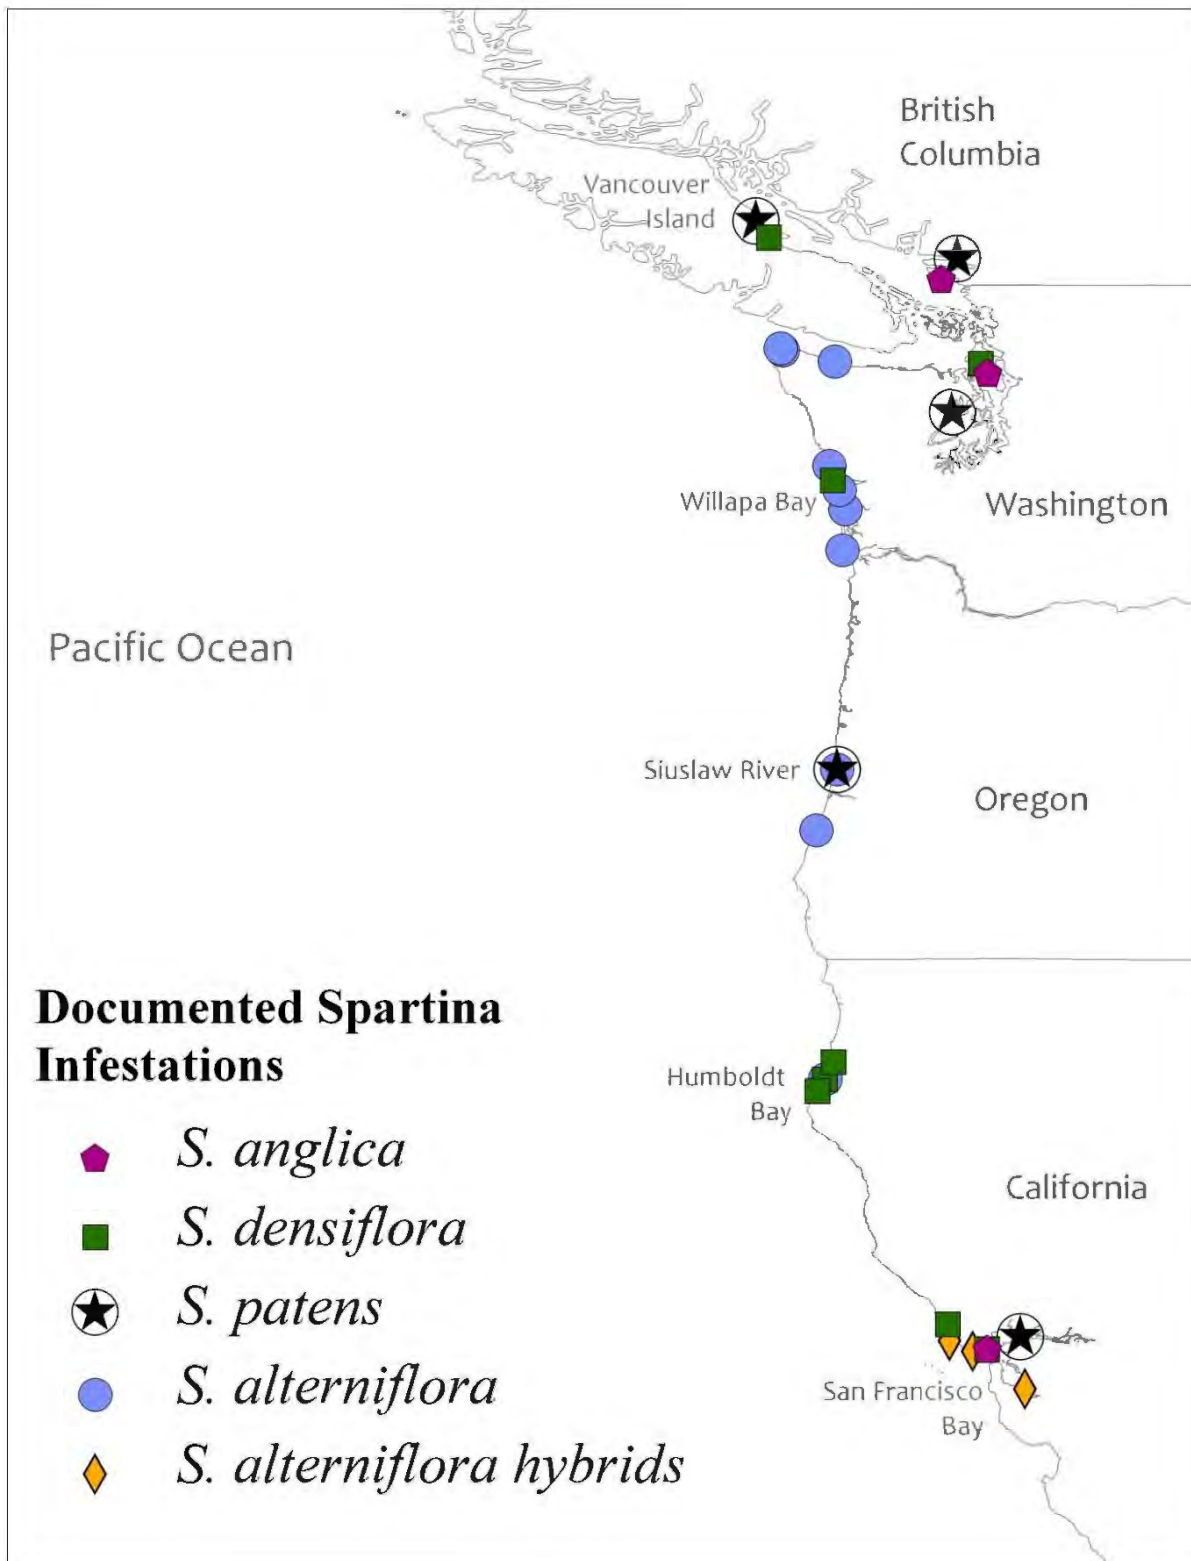 British
Columbia
Vancouver
Island
Willapa Bay
Washington
Pacific Ocean
Siuslaw River
Oregon
Documented Spartina
Infestations
Humboldt
Bay
S. anglica
California
S. densiflora
S. patens
S. alterniflora
San Francisco
Bay
S. alterniflora hybrids